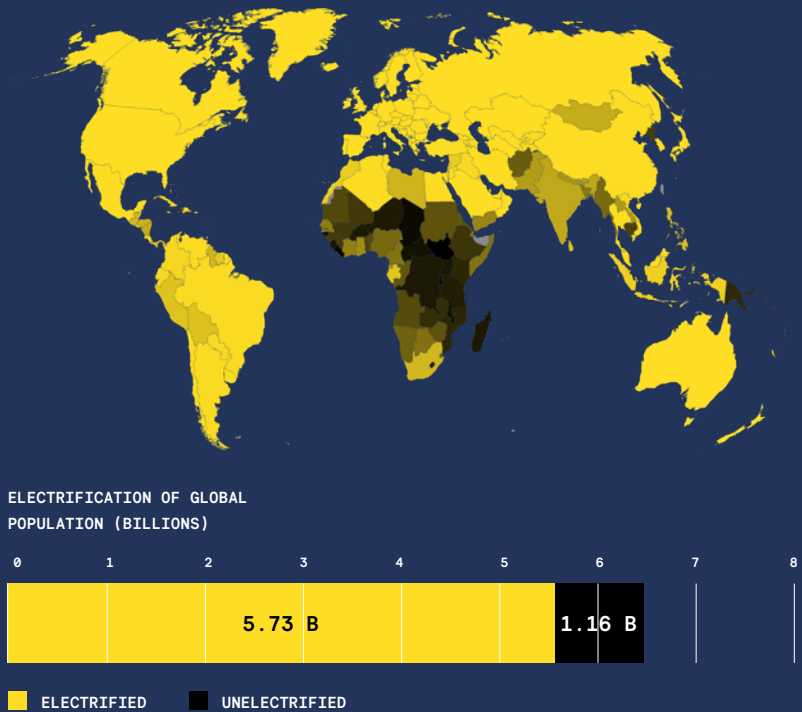 ELECTRIFICATION OF GLOBAL
POPULATION (BILLIONS)
0 1 2 3 4 5 6 7 8
5.73 B 1.16 B
ELECTRIFIED UNELECTRIFIED